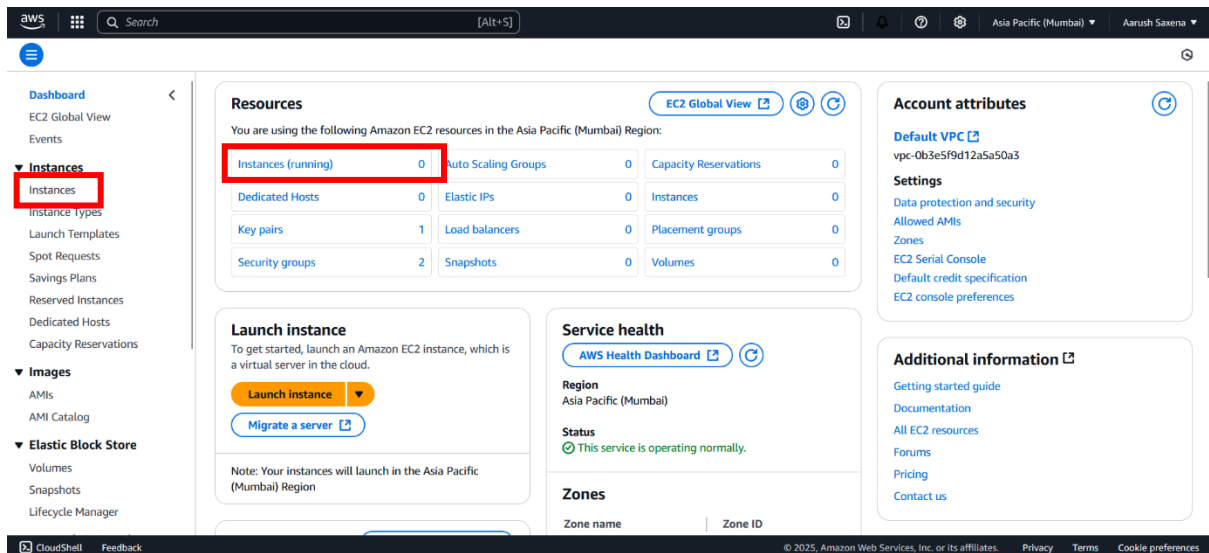 aws
Search [Alt+S]
Asia Pacific (Mumbai) Aarush Saxena
Dashboard
EC2 Global View
Events
Instances
Instances
Instance Types
Launch Templates
Spot Requests
Savings Plans
Reserved Instances
Dedicated Hosts
Capacity Reservations
Images
AMIs
AMI Catalog
Elastic Block Store
Volumes
Snapshots
Lifecycle Manager
Resources
EC2 Global View
You are using the following Amazon EC2 resources in the Asia Pacific (Mumbai) Region:
Instances (running) 0 Auto Scaling Groups 0 Capacity Reservations 0
Dedicated Hosts 0 Elastic IPs 0 Instances 0
Key pairs 1 Load balancers 0 Placement groups 0
Security groups 2 Snapshots 0 Volumes 0
Launch instance
To get started, launch an Amazon EC2 instance, which is
a virtual server in the cloud.
Launch instance
Migrate a server
Note: Your instances will launch in the Asia Pacific
(Mumbai) Region
Service health
AWS Health Dashboard
Region
Asia Pacific (Mumbai)
Status
This service is operating normally.
Zones
Zone name Zone ID
Account attributes
Default VPC
vpc-0b3e5f9d12a5a50a3
Settings
Data protection and security
Allowed AMIs
Zones
EC2 Serial Console
Default credit specification
EC2 console preferences
Additional information
Getting started guide
Documentation
All EC2 resources
Forums
Pricing
Contact us
CloudShell Feedback
© 2025, Amazon Web Services, Inc. or its affiliates. Privacy Terms Cookie preferences